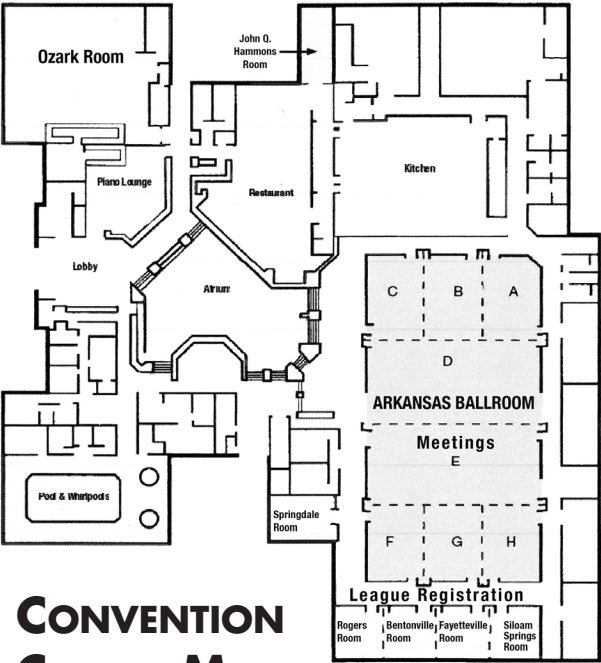 John Q.
Hammons
Room
Ozark Room
Piano Lounge
Restaurant
Kitchen
Lobby
Atrium
C
B
A
D
ARKANSAS BALLROOM
Meetings
E
Pool & Whirlpools
Springdale
Room
F
G
H
League Registration
Rogers
Room
Bentonville
Room
Fayetteville
Room
Siloam
Springs
Room
CONVENTION